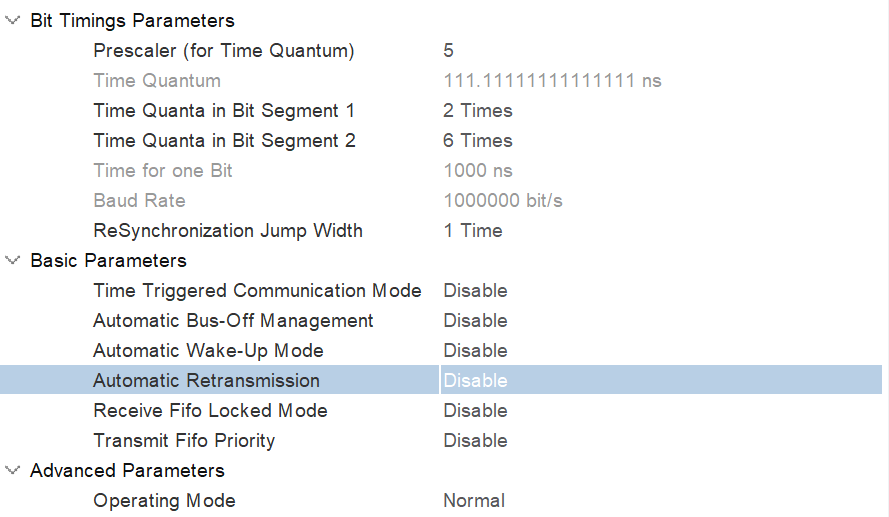 Bit Timings Parameters
Prescaler (for Time Quantum) 5
Time Quantum 111.11111111111111 ns
Time Quanta in Bit Segment 1 2 Times
Time Quanta in Bit Segment 2 6 Times
Time for one Bit 1000 ns
Baud Rate 1000000 bit/s
ReSynchronization Jump Width 1 Time
Basic Parameters
Time Triggered Communication Mode Disable
Automatic Bus-Off Management Disable
Automatic Wake-Up Mode Disable
Automatic Retransmission Disable
Receive Fifo Locked Mode Disable
Transmit Fifo Priority Disable
Advanced Parameters
Operating Mode Normal